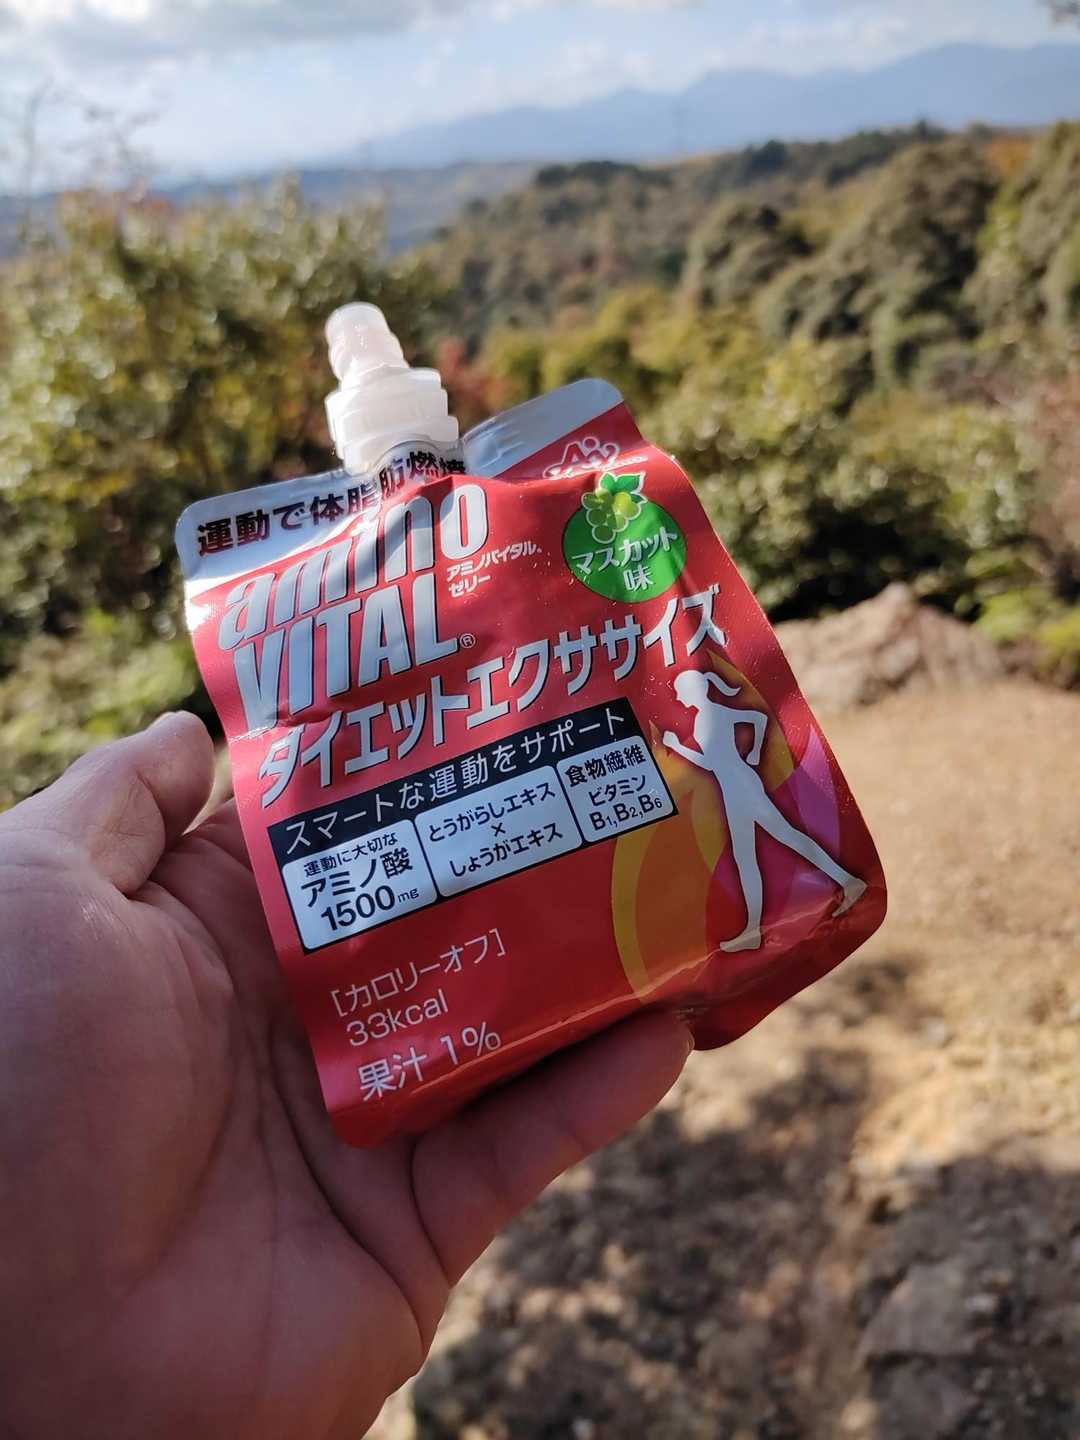 運動で体脂肪燃焼
Aji
amino
VITAL®
アミノバイタル®
ゼリー
マスカット
味
ダイエットエクササイズ
スマートな運動をサポート
運動に大切な
アミノ酸
1500mg
とうがらしエキス
×
しょうがエキス
食物繊維
ビタミン
B1,B2,B6
[カロリーオフ]
33kcal
果汁 1%